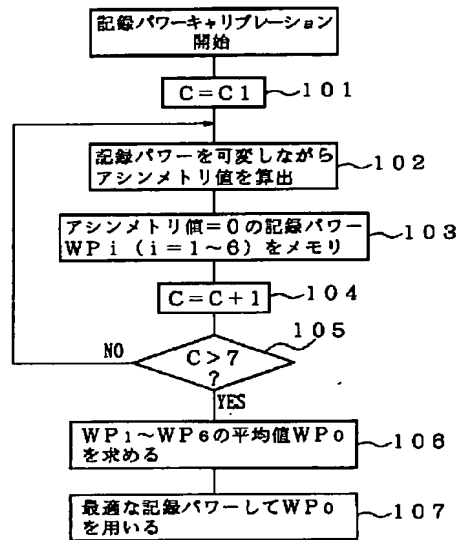 記録パワーキャリブレーション
開始
C=C1
101
記録パワーを可変しながら
アシンメトリ値を算出
102
アシンメトリ値=0の記録パワー
WPi (i=1~6)をメモリ
103
C=C+1
104
105
NO
C>7
?
YES
WP1~WP6の平均値WP0
を求める
106
最適な記録パワーしてWP0
を用いる
107